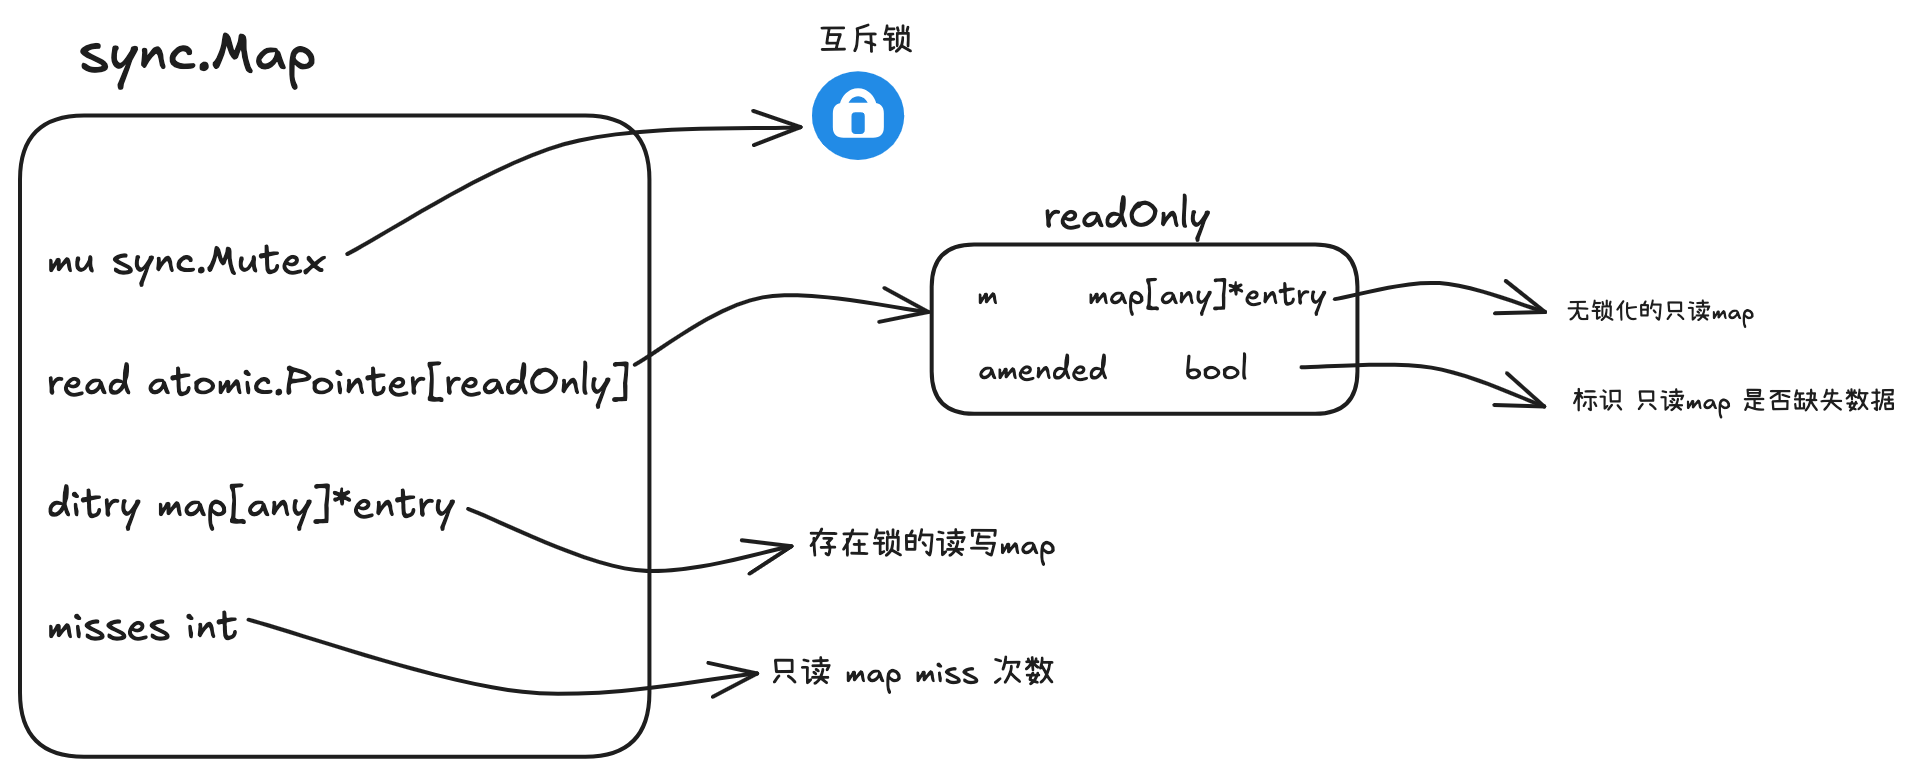 sync.Map
互斥锁
mu sync.Mutex
readOnly
m map[any]*entry
无锁化的只读map
read atomic.Pointer[readOnly]
amended bool
标识 只读map 是否缺失数据
ditry map[any]*entry
存在锁的读写map
misses int
只读 map miss 次数